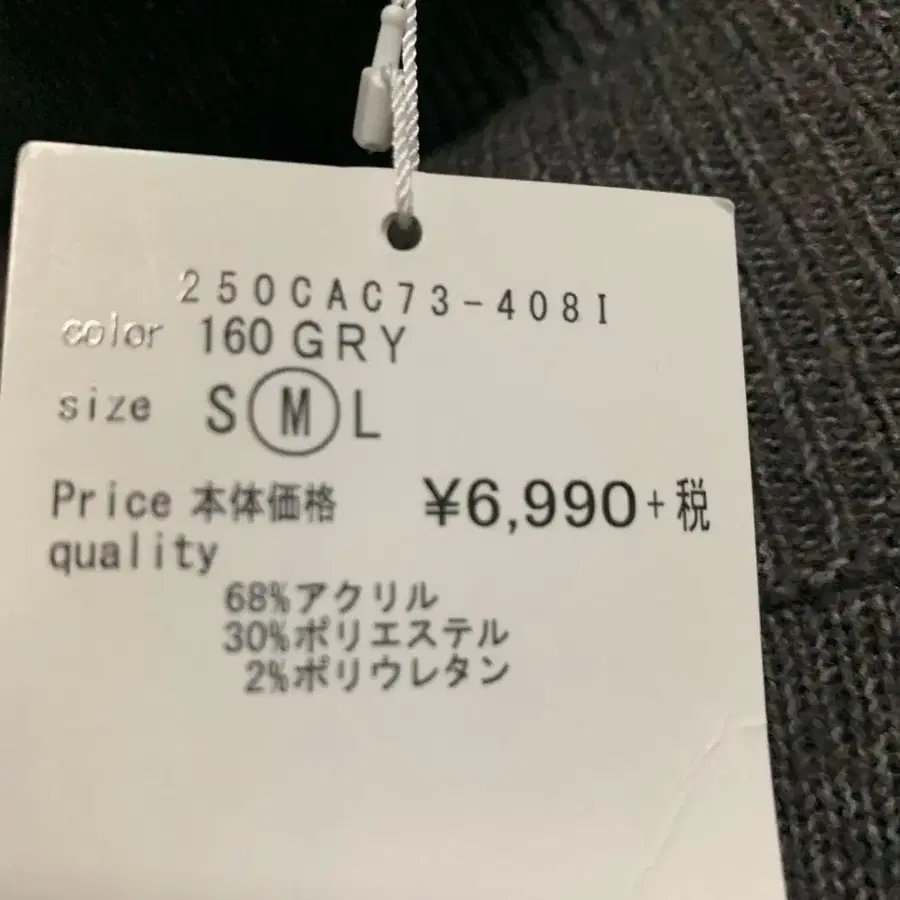 250CAC73-408I
color 160 GRY
size S M L
Price 本体価格 ¥6,990+税
quality
68%アクリル
30%ポリエステル
2%ポリウレタン